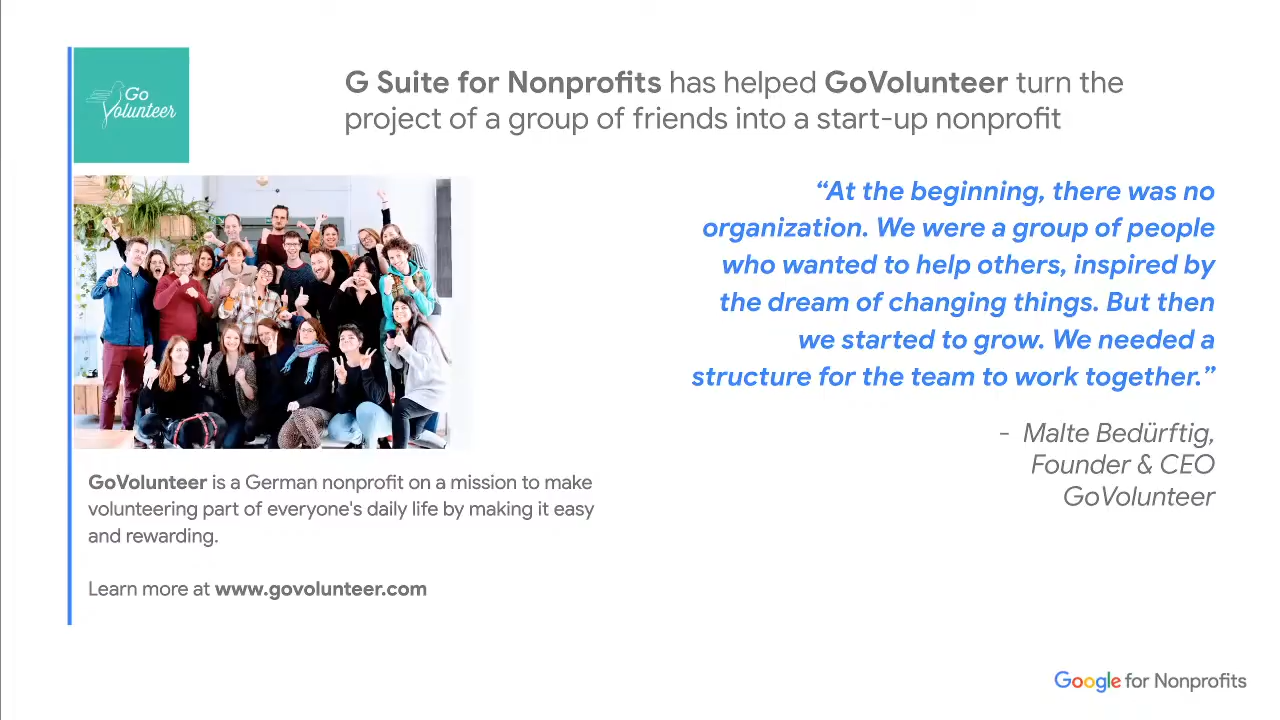 Go
Volunteer
G Suite for Nonprofits has helped GoVolunteer turn the
project of a group of friends into a start-up nonprofit
“At the beginning, there was no
organization. We were a group of people
who wanted to help others, inspired by
the dream of changing things. But then
we started to grow. We needed a
structure for the team to work together.”
- Malte Bedürftig,
Founder & CEO
GoVolunteer
GoVolunteer is a German nonprofit on a mission to make
volunteering part of everyone's daily life by making it easy
and rewarding.
Learn more at www.govolunteer.com
Google for Nonprofits